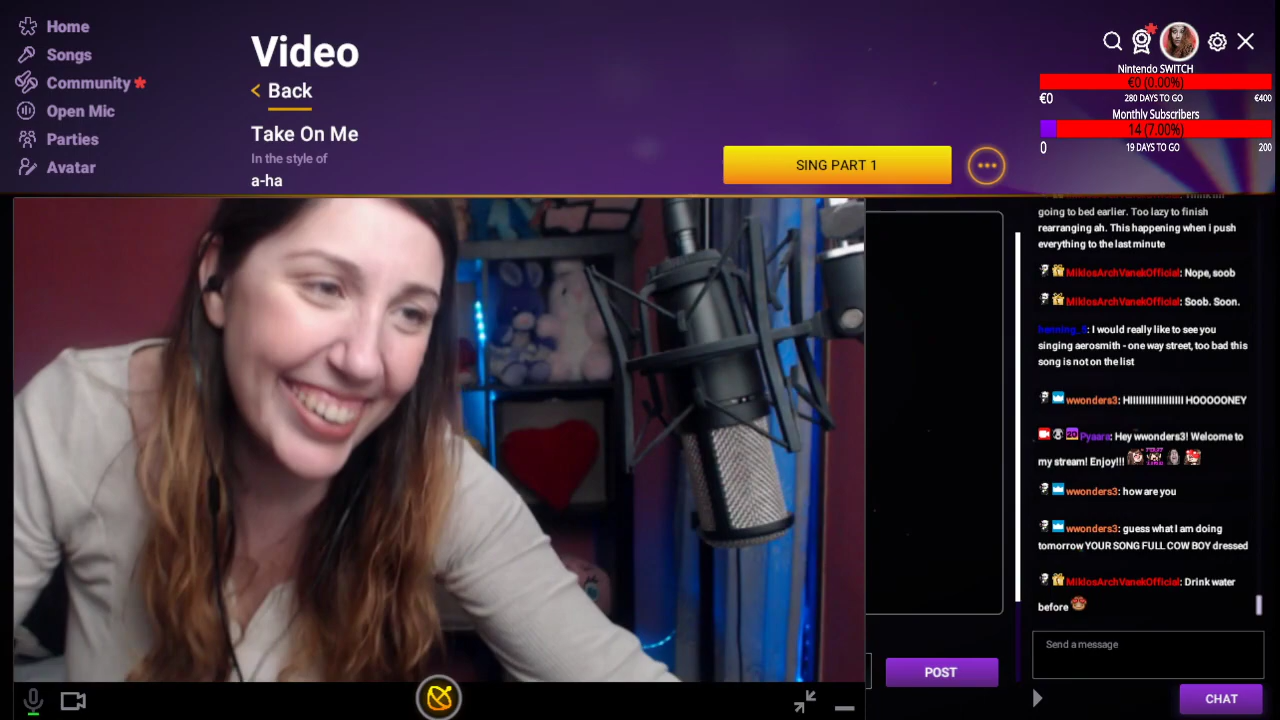 Home
Songs
Community *
Open Mic
Parties
Avatar
Video
< Back
Take On Me
In the style of
a-ha
SING PART 1
Nintendo SWITCH
€0 (0.00%)
€0 280 DAYS TO GO €400
Monthly Subscribers
14 (7.00%)
0 19 DAYS TO GO 200
going to bed earlier. Too lazy to finish
rearranging ah. This happening when i push
everything to the last minute
MiklosArchVanekOfficial: Nope, soob
MiklosArchVanekOfficial: Soob. Soon.
henning_5: I would really like to see you
singing aerosmith - one way street, too bad this
song is not on the list
wwonders3: HIIIIIIIIIIIIIIIIII HOOOOONEY
Pyaara: Hey wwonders3! Welcome to
my stream! Enjoy!!!
wwonders3: how are you
wwonders3: guess what I am doing
tomorrow YOUR SONG FULL COW BOY dressed
MiklosArchVanekOfficial: Drink water
before
Send a message
POST
CHAT